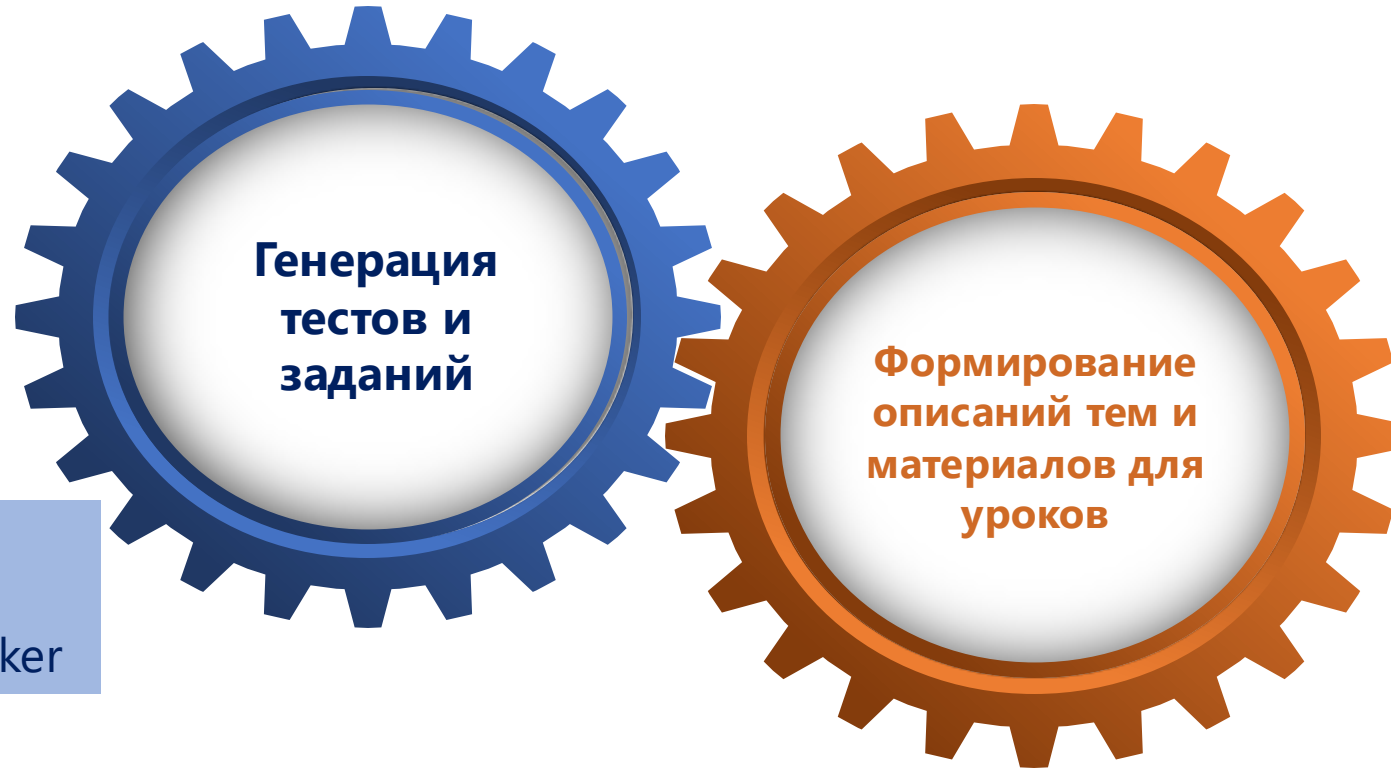 Генерация
тестов и
заданий
Формирование
описаний тем и
материалов для
уроков
ker